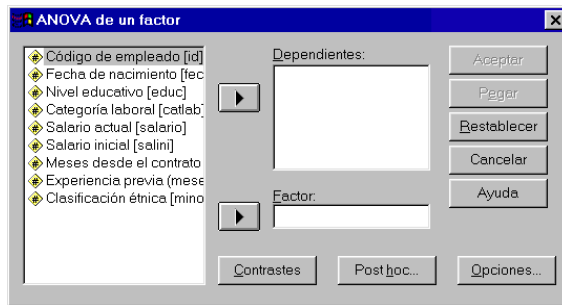 ANOVA de un factor
Código de empleado [id]
Fecha de nacimiento [fec
Nivel educativo [educ]
Categoría laboral [catlab]
Salario actual [salario]
Salario inicial [salini]
Meses desde el contrato
Experiencia previa (mese
Clasificación étnica [mino
Dependientes:
Factor:
Aceptar
Pegar
Restablecer
Cancelar
Ayuda
Contrastes
Post hoc...
Opciones...